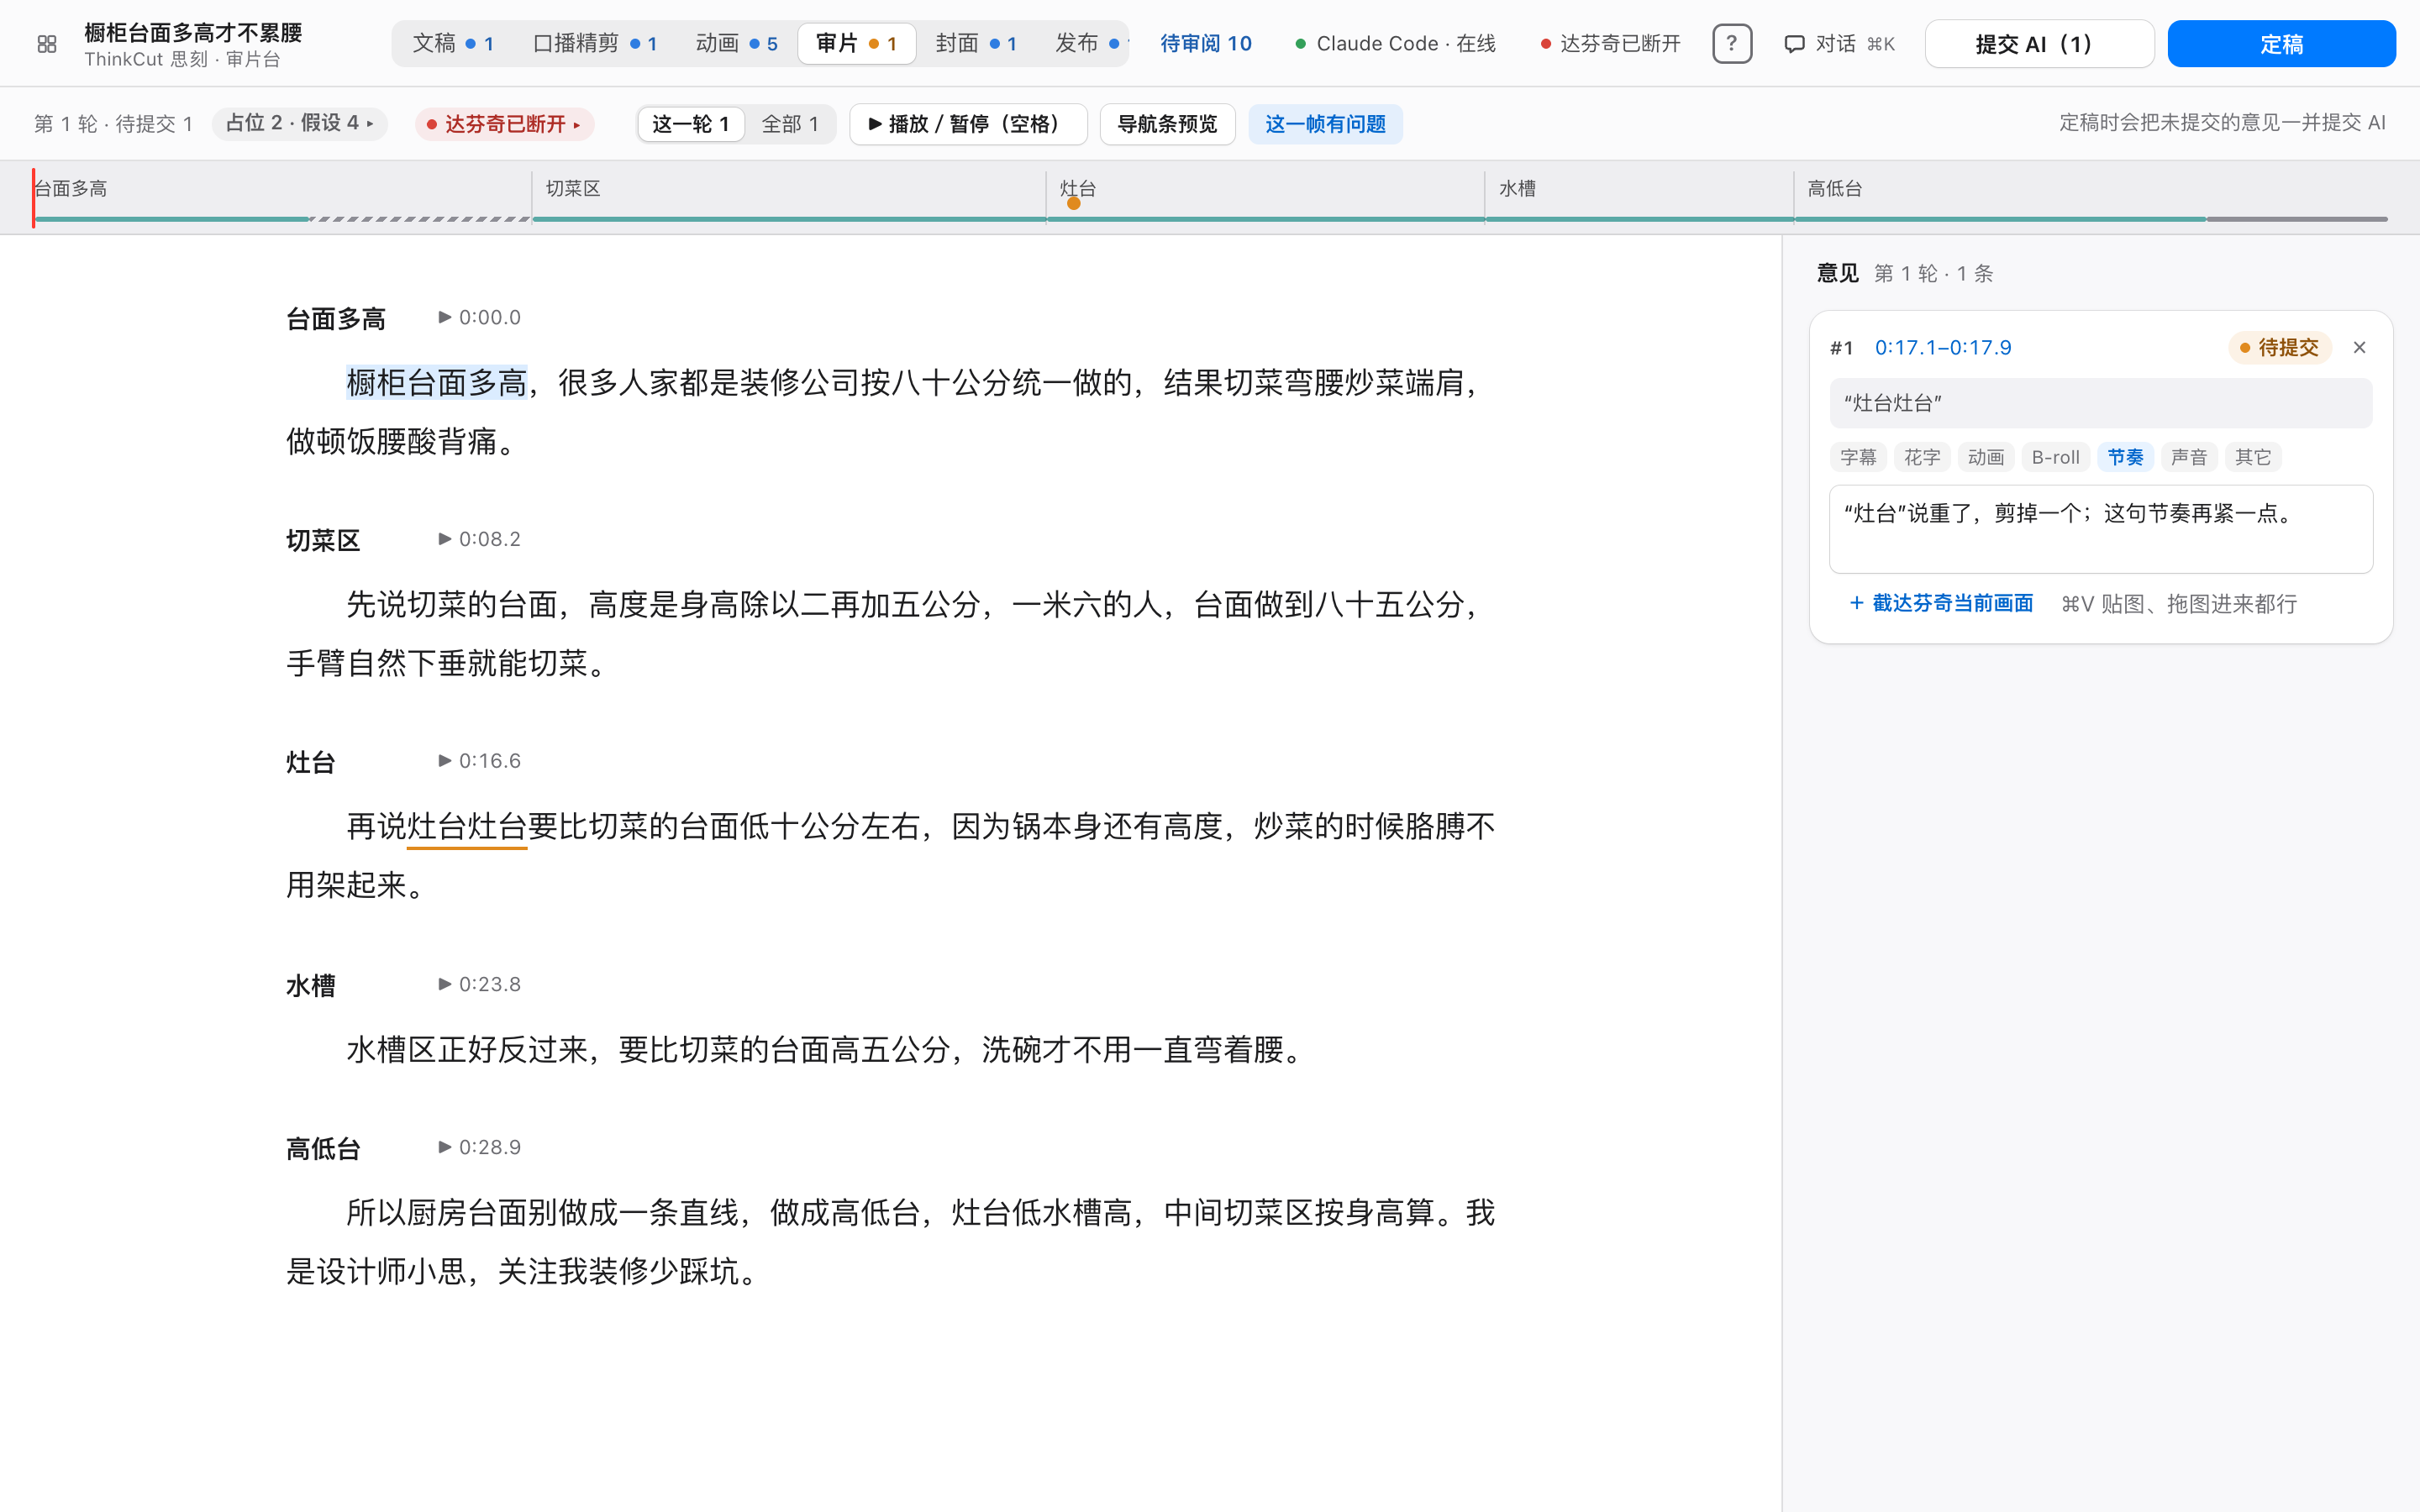 橱柜台面多高才不累腰
ThinkCut 思刻 · 审片台
文稿 1 口播精剪 1 动画 5 审片 1 封面 1 发布
待审阅 10
Claude Code · 在线
达芬奇已断开
?
对话 ⌘K
提交 AI（1）
定稿
第 1 轮 · 待提交 1
占位 2 · 假设 4 ▸
达芬奇已断开 ▸
这一轮 1 全部 1
▶ 播放 / 暂停（空格）
导航条预览
这一帧有问题
定稿时会把未提交的意见一并提交 AI
台面多高 切菜区 灶台 水槽 高低台
台面多高 ▶ 0:00.0
橱柜台面多高，很多人家都是装修公司按八十公分统一做的，结果切菜弯腰炒菜端肩，
做顿饭腰酸背痛。
切菜区 ▶ 0:08.2
先说切菜的台面，高度是身高除以二再加五公分，一米六的人，台面做到八十五公分，
手臂自然下垂就能切菜。
灶台 ▶ 0:16.6
再说灶台灶台要比切菜的台面低十公分左右，因为锅本身还有高度，炒菜的时候胳膊不
用架起来。
水槽 ▶ 0:23.8
水槽区正好反过来，要比切菜的台面高五公分，洗碗才不用一直弯着腰。
高低台 ▶ 0:28.9
所以厨房台面别做成一条直线，做成高低台，灶台低水槽高，中间切菜区按身高算。我
是设计师小思，关注我装修少踩坑。
意见 第 1 轮 · 1 条
#1 0:17.1–0:17.9 待提交 ×
“灶台灶台”
字幕 花字 动画 B-roll 节奏 声音 其它
“灶台”说重了，剪掉一个；这句节奏再紧一点。
+ 截达芬奇当前画面 ⌘V 贴图、拖图进来都行